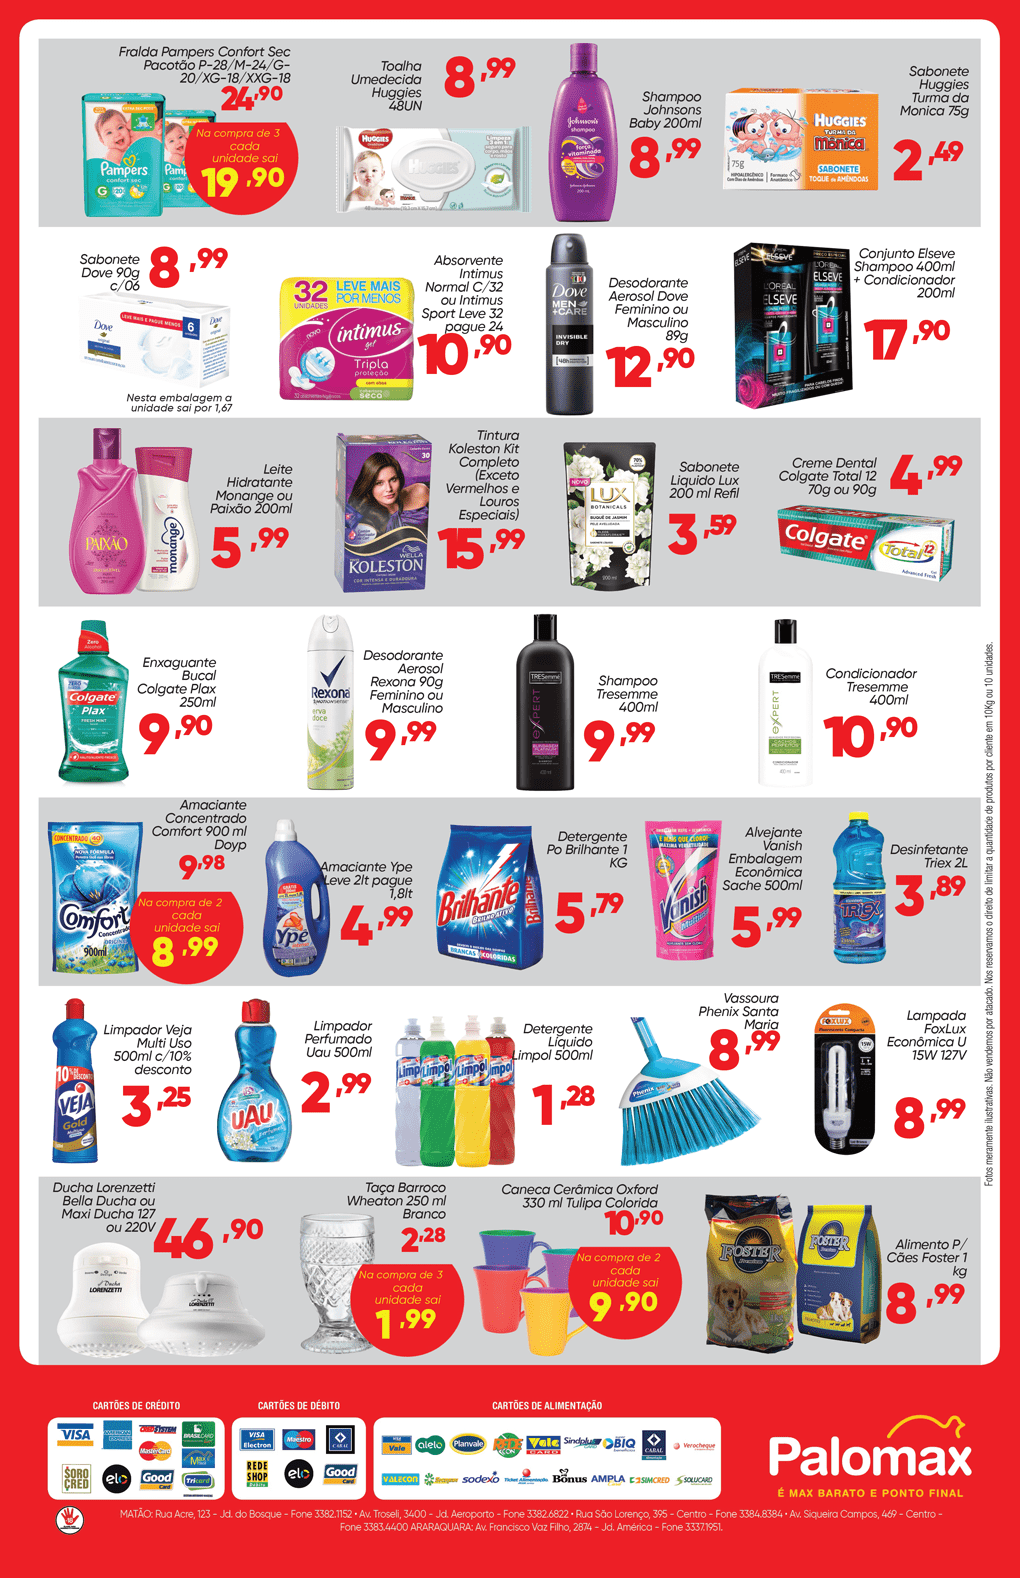 Fralda Pampers Confort Sec
Pacotão P-28/M-24/G-
20/XG-18/XXG-18
24,90
Na compra de 3
cada
unidade sai
19,90
Toalha
Umedecida
Huggies
48UN
8,99
Shampoo
Johnsons
Baby 200ml
8,99
Sabonete
Huggies
Turma da
Monica 75g
2,49
Sabonete
Dove 90g
c/06
8,99
Nesta embalagem a
unidade sai por 1,67
Absorvente
Intimus
Normal C/32
ou Intimus
Sport Leve 32
pague 24
10,90
Desodorante
Aerosol Dove
Feminino ou
Masculino
89g
12,90
Conjunto Elseve
Shampoo 400ml
+ Condicionador
200ml
17,90
Leite
Hidratante
Monange ou
Paixão 200ml
5,99
Tintura
Koleston Kit
Completo
(Exceto
Vermelhos e
Louros
Especiais)
15,99
Sabonete
Liquido Lux
200 ml Refil
3,59
Creme Dental
Colgate Total 12
70g ou 90g
4,99
Enxaguante
Bucal
Colgate Plax
250ml
9,90
Desodorante
Aerosol
Rexona 90g
Feminino ou
Masculino
9,99
Shampoo
Tresemme
400ml
9,99
Condicionador
Tresemme
400ml
10,90
Amaciante
Concentrado
Comfort 900 ml
Doyp
9,98
Na compra de 2
cada
unidade sai
8,99
Amaciante Ype
Leve 2lt pague
1,8lt
4,99
Detergente
Po Brilhante 1
KG
5,79
Alvejante
Vanish
Embalagem
Econômica
Sache 500ml
5,99
Desinfetante
Triex 2L
3,89
Limpador Veja
Multi Uso
500ml c/10%
desconto
3,25
Limpador
Perfumado
Uau 500ml
2,99
Detergente
Líquido
Limpol 500ml
1,28
Vassoura
Phenix Santa
Maria
8,99
Lampada
FoxLux
Econômica U
15W 127V
8,99
Ducha Lorenzetti
Bella Ducha ou
Maxi Ducha 127
ou 220V
46,90
Taça Barroco
Wheaton 250 ml
Branco
2,28
Na compra de 3
cada
unidade sai
1,99
Caneca Cerâmica Oxford
330 ml Tulipa Colorida
10,90
Na compra de 2
cada
unidade sai
9,90
Alimento P/
Cães Foster 1
kg
8,99
Fotos meramente ilustrativas. Não vendemos por atacado. Nos reservamos o direito de limitar a quantidade de produtos por cliente em 10Kg ou 10 unidades.
CARTÕES DE CRÉDITO
CARTÕES DE DÉBITO
CARTÕES DE ALIMENTAÇÃO
Palomax
É MAX BARATO E PONTO FINAL
MATÃO: Rua Acre, 123 - Jd. do Bosque - Fone 3382.1152 • Av. Troseli, 3400 - Jd. Aeroporto - Fone 3382.6822 • Rua São Lorenço, 395 - Centro - Fone 3384.8384 • Av. Siqueira Campos, 469 - Centro -
Fone 3383.4400 ARARAQUARA: Av. Francisco Vaz Filho, 2874 - Jd. América - Fone 3337.1951.